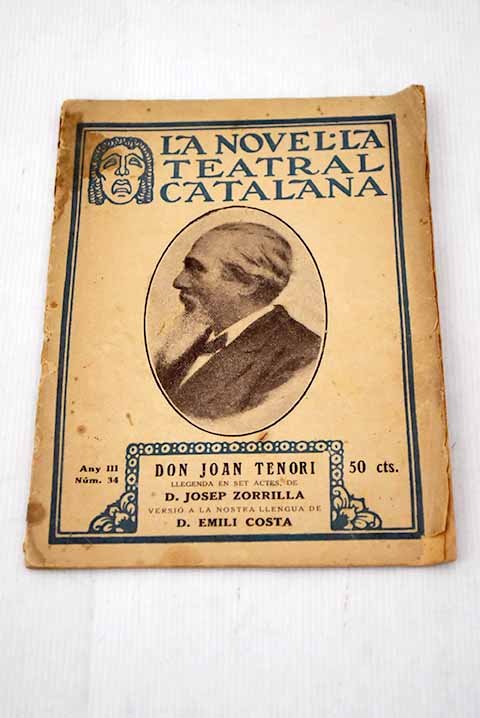 LA NOVEL·LA
TEATRAL
CATALANA
Any III
Núm. 34
DON JOAN TENORI
LLEGENDA EN SET ACTES, DE
D. JOSEP ZORRILLA
VERSIÓ A LA NOSTRA LLENGUA DE
D. EMILI COSTA
50 cts.